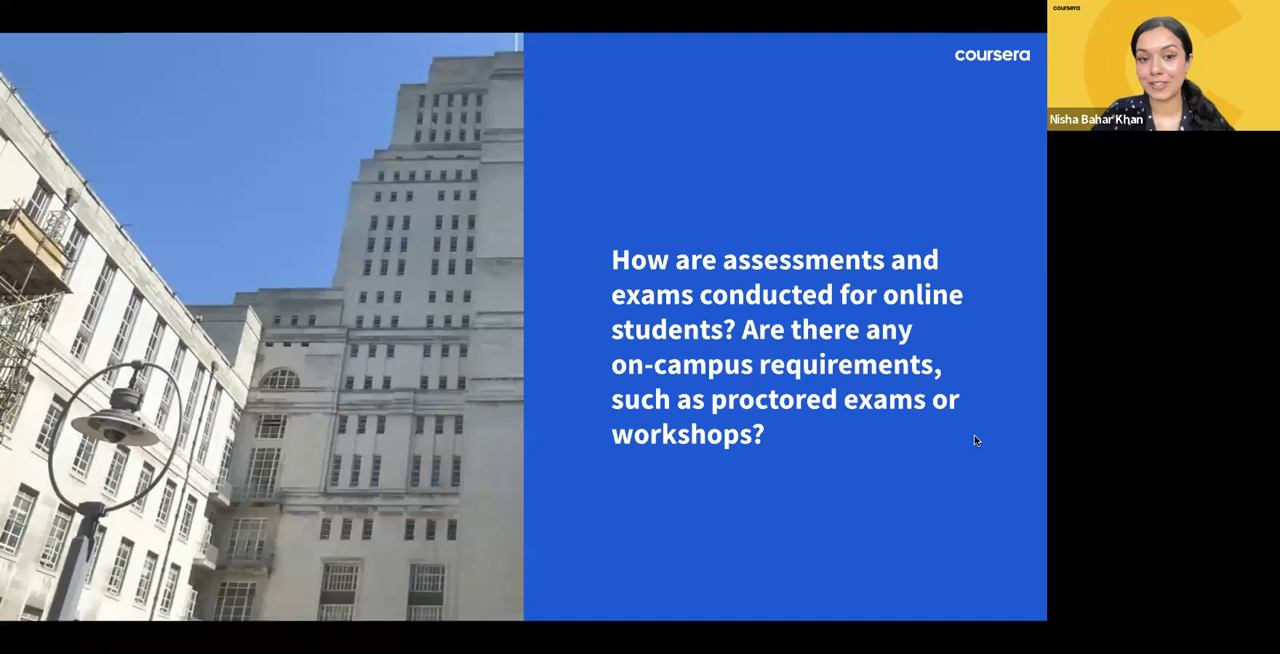 coursera
How are assessments and
exams conducted for online
students? Are there any
on-campus requirements,
such as proctored exams or
workshops?
coursera
Nisha Bahar Khan